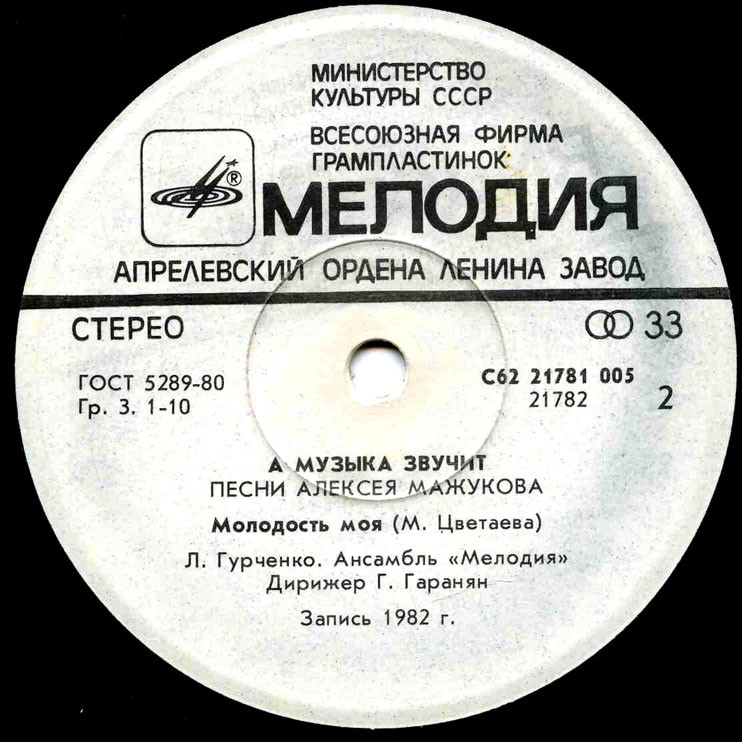 МИНИСТЕРСТВО
КУЛЬТУРЫ СССР
ВСЕСОЮЗНАЯ ФИРМА
ГРАМПЛАСТИНОК
®
МЕЛОДИЯ
АПРЕЛЕВСКИЙ ОРДЕНА ЛЕНИНА ЗАВОД
СТЕРЕО 33
ГОСТ 5289-80 С62 21781 005
Гр. 3. 1-10 21782 2
А МУЗЫКА ЗВУЧИТ
ПЕСНИ АЛЕКСЕЯ МАЖУКОВА
Молодость моя (М. Цветаева)
Л. Гурченко. Ансамбль «Мелодия»
Дирижер Г. Гаранян
Запись 1982 г.